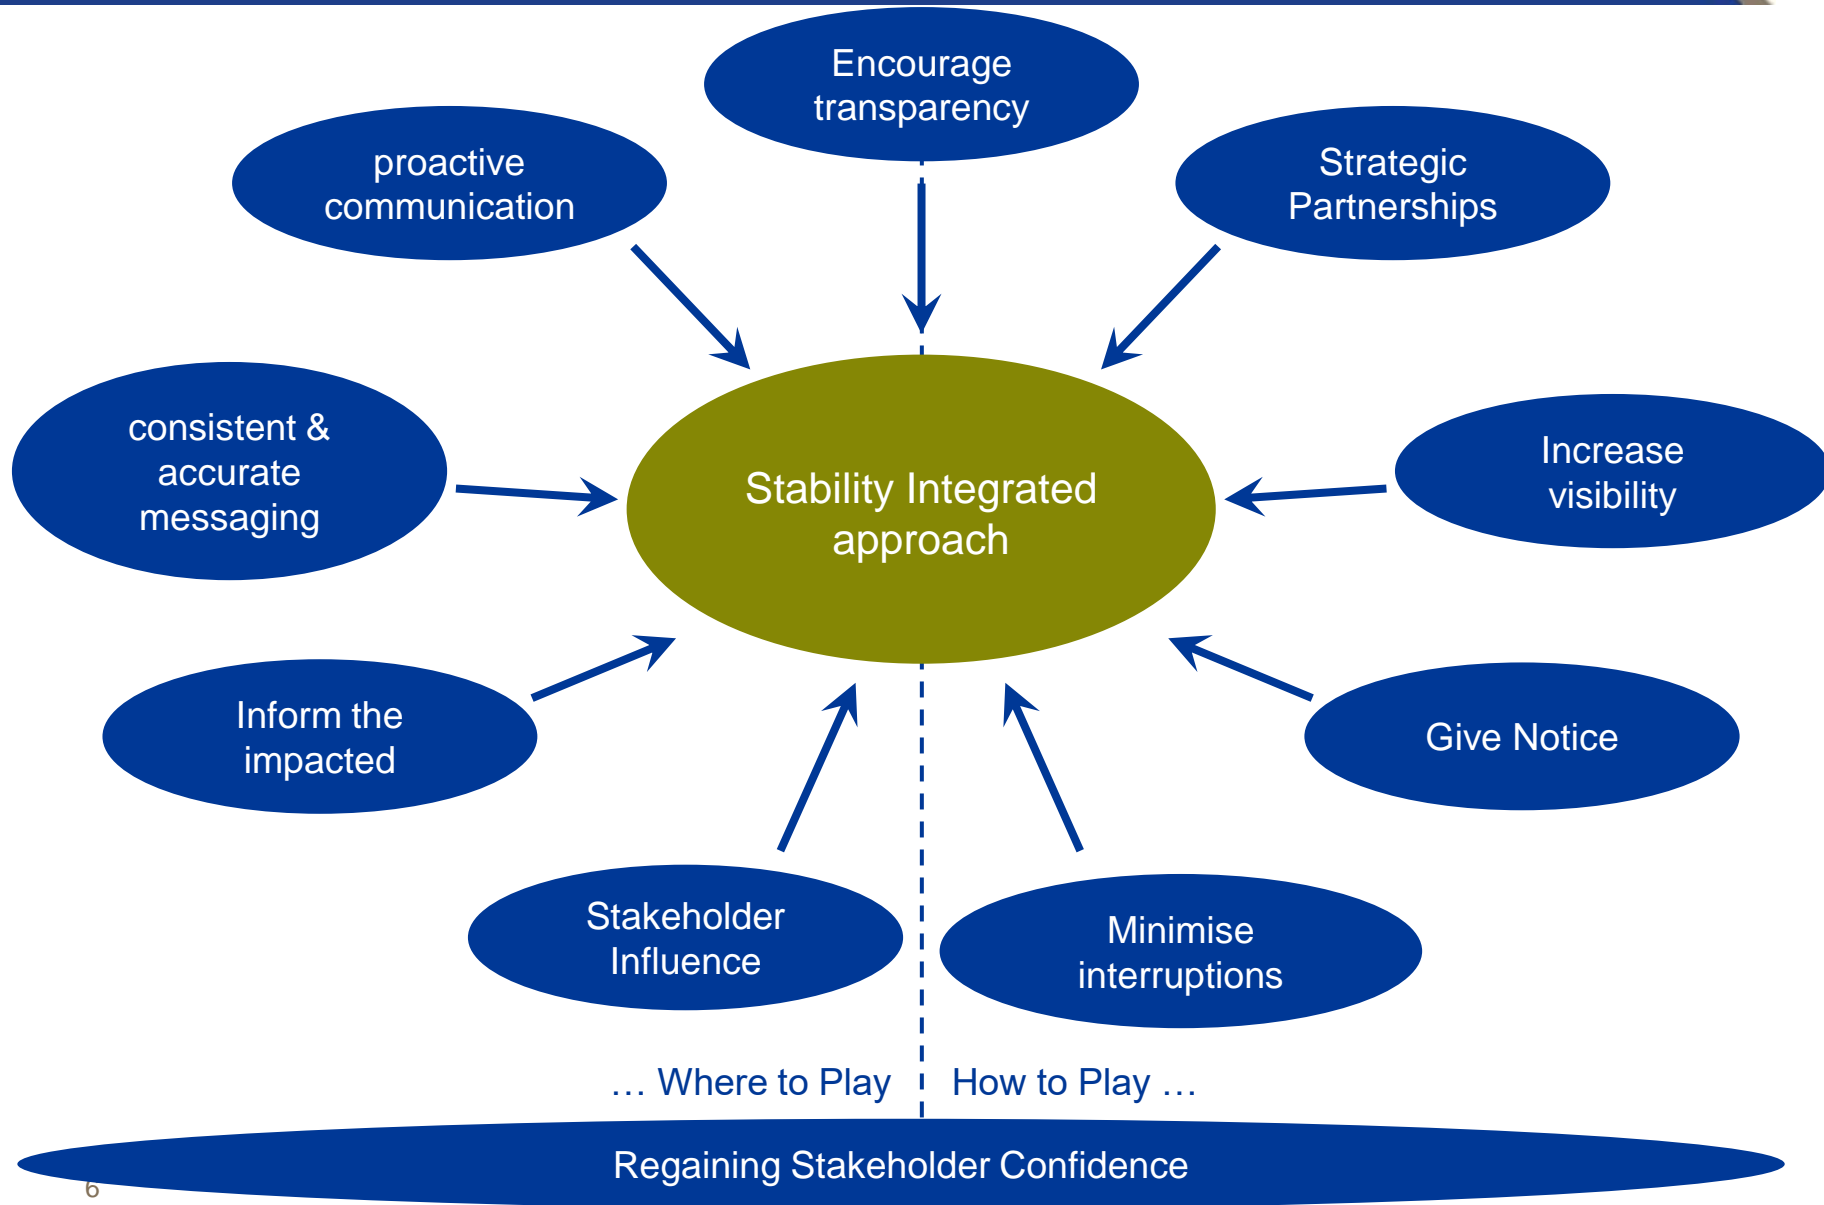 Encourage
transparency
proactive
communication
Strategic
Partnerships
consistent &
accurate
messaging
Stability Integrated
approach
Increase
visibility
Inform the
impacted
Give Notice
Stakeholder
Influence
Minimise
interruptions
… Where to Play
How to Play …
Regaining Stakeholder Confidence
6